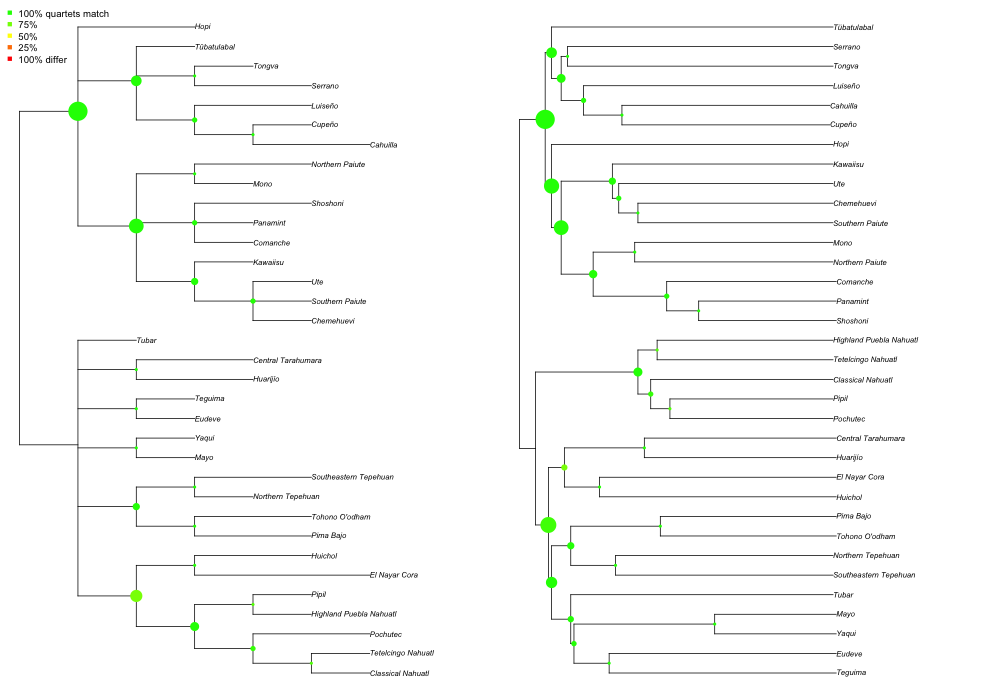 100% quartets match
75%
50%
25%
100% differ
Hopi
Tübatulabal
Tongva
Serrano
Luiseño
Cupeño
Cahuilla
Northern Paiute
Mono
Shoshoni
Panamint
Comanche
Kawaiisu
Ute
Southern Paiute
Chemehuevi
Tubar
Central Tarahumara
Huarijio
Teguima
Eudeve
Yaqui
Mayo
Southeastern Tepehuan
Northern Tepehuan
Tohono O'odham
Pima Bajo
Huichol
El Nayar Cora
Pipil
Highland Puebla Nahuatl
Pochutec
Tetelcingo Nahuatl
Classical Nahuatl
Tübatulabal
Serrano
Tongva
Luiseño
Cahuilla
Cupeño
Hopi
Kawaiisu
Ute
Chemehuevi
Southern Paiute
Mono
Northern Paiute
Comanche
Panamint
Shoshoni
Highland Puebla Nahuatl
Tetelcingo Nahuatl
Classical Nahuatl
Pipil
Pochutec
Central Tarahumara
Huarijio
El Nayar Cora
Huichol
Pima Bajo
Tohono O'odham
Northern Tepehuan
Southeastern Tepehuan
Tubar
Mayo
Yaqui
Eudeve
Teguima